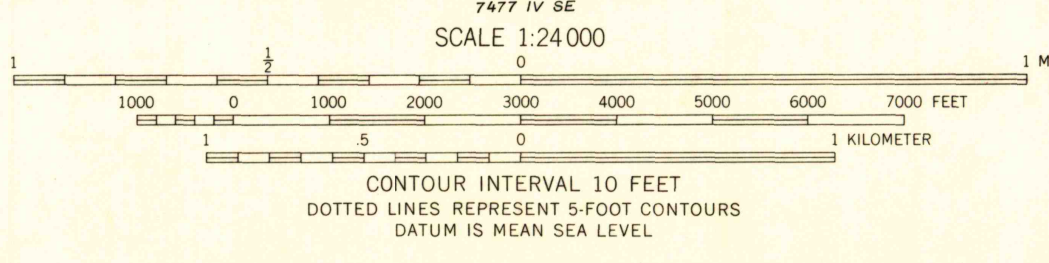 7477 IV SE
SCALE 1:24 000
1 ½ 0 1 M
1000 0 1000 2000 3000 4000 5000 6000 7000 FEET
1 .5 0 1 KILOMETER
CONTOUR INTERVAL 10 FEET
DOTTED LINES REPRESENT 5-FOOT CONTOURS
DATUM IS MEAN SEA LEVEL